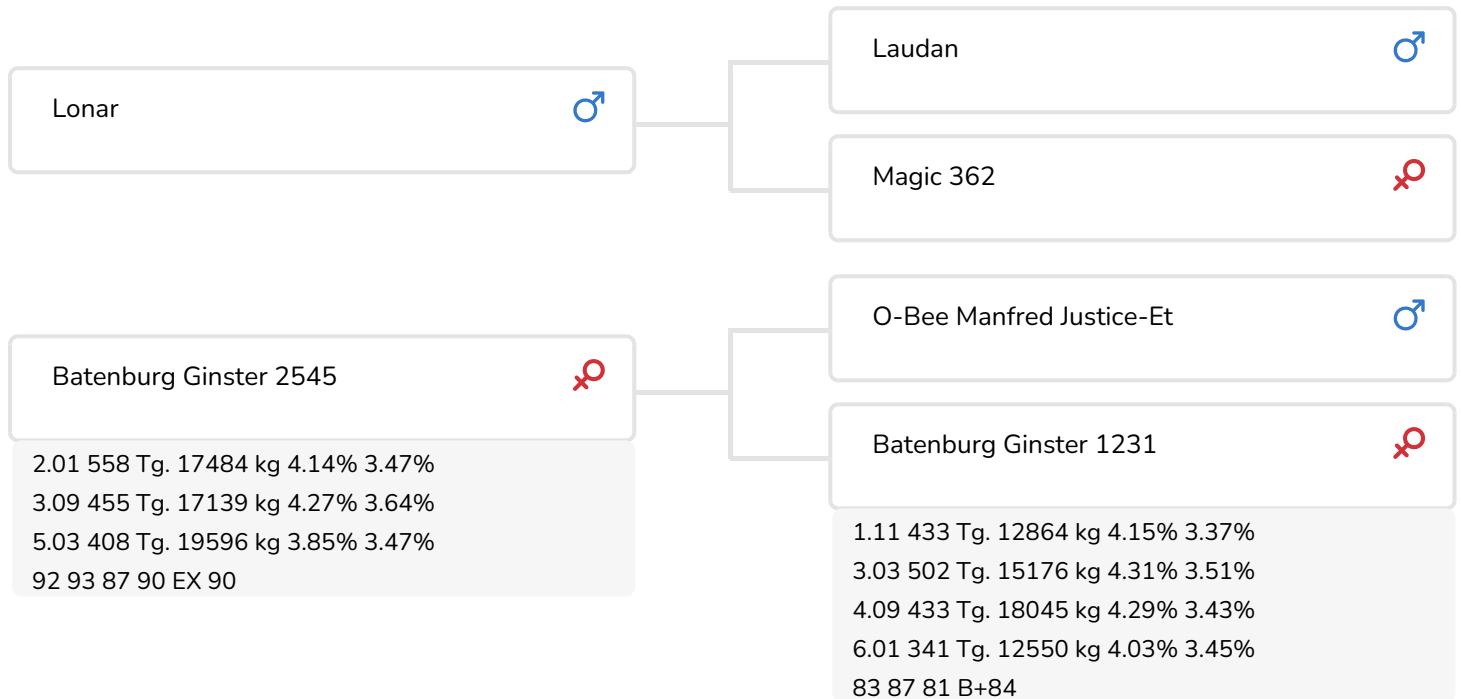 Laudan
Lonar
Magic 362
O-Bee Manfred Justice-Et
Batenburg Ginster 2545
2.01 558 Tg. 17484 kg 4.14% 3.47%
3.09 455 Tg. 17139 kg 4.27% 3.64%
5.03 408 Tg. 19596 kg 3.85% 3.47%
92 93 87 90 EX 90
Batenburg Ginster 1231
1.11 433 Tg. 12864 kg 4.15% 3.37%
3.03 502 Tg. 15176 kg 4.31% 3.51%
4.09 433 Tg. 18045 kg 4.29% 3.43%
6.01 341 Tg. 12550 kg 4.03% 3.45%
83 87 81 B+84